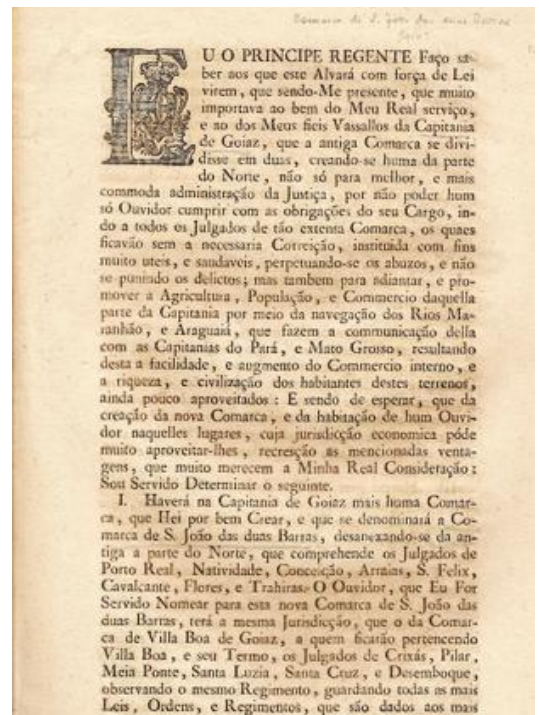 Comarca de S. João das duas Barras
EU O PRINCIPE REGENTE Faço sa-
ber aos que este Alvará com força de Lei
virem, que sendo-Me presente, que muito
importava ao bem do Meu Real serviço,
e ao dos Meus fieis Vassallos da Capitania
de Goiaz, que a antiga Comarca se divi-
disse em duas, creando-se huma da parte
do Norte, não só para melhor, e mais
commoda administração da Justiça, por não poder hum
só Ouvidor cumprir com as obrigações do seu Cargo, in-
do a todos os Julgados de tão extensa Comarca, os quaes
ficavão sem a necessaria Correição, instituida com fins
muito uteis, e saudaveis, perpetuando-se os abuzos, e não
se punindo os delictos; mas tambem para adiantar, e pro-
mover a Agricultura, População, e Commercio daquella
parte da Capitania por meio da navegação dos Rios Ma-
ranhão, e Araguaiá, que fazem a communicação della
com as Capitanias do Pará, e Mato Grosso, resultando
desta a facilidade, e augmento do Commercio interno, e
a riqueza, e civilização dos habitantes destes terrenos,
ainda pouco aproveitados: E sendo de esperar, que da
creação da nova Comarca, e da habitação de hum Ouvi-
dor naquelles lugares, cuja jurisdicção economica póde
muito aproveitar-lhes, recresção as mencionadas venta-
gens, que muito merecem a Minha Real Consideração:
Sou Servido Determinar o seguinte.
I. Haverá na Capitania de Goiaz mais huma Comar-
ca, que Hei por bem Crear, e que se denominará a Co-
marca de S. João das duas Barras, desanexando-se da an-
tiga a parte do Norte, que comprehende os Julgados de
Porto Real, Natividade, Conceição, Arraias, S. Felix,
Cavalcante, Flores, e Trahiras. O Ouvidor, que Eu For
Servido Nomear para esta nova Comarca de S. João das
duas Barras, terá a mesma Jurisdicção, que o da Comar-
ca de Villa Boa de Goiaz, a quem ficarão pertencendo
Villa Boa, e seu Termo, os Julgados de Crixás, Pilar,
Meia Ponte, Santa Luzia, Santa Cruz, e Desemboque,
observando o mesmo Regimento, guardando todas as mais
Leis, Ordens, e Regimentos, que são dados aos mais